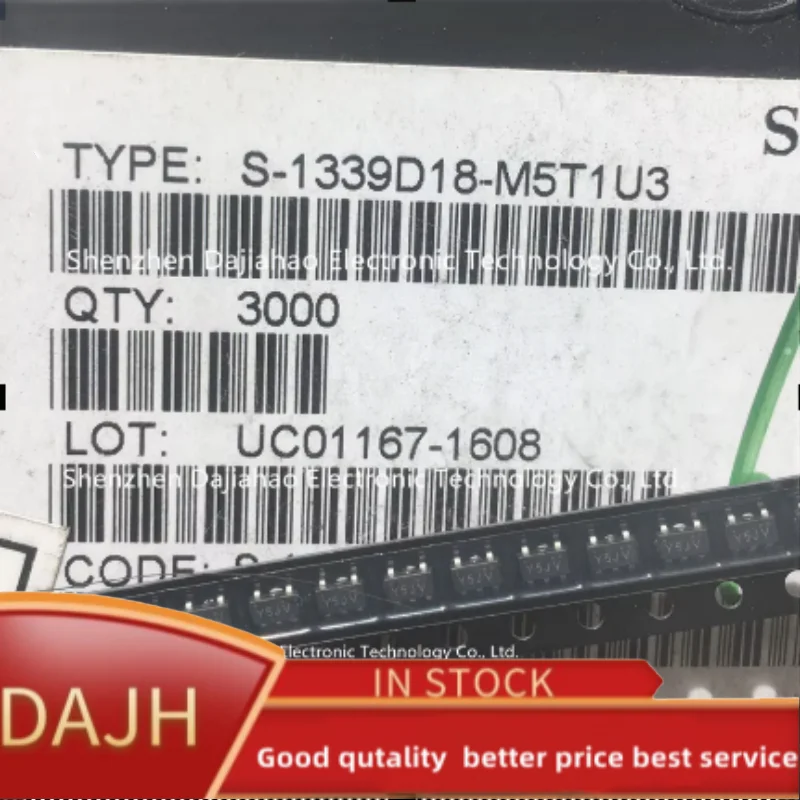 S
TYPE: S-1339D18-M5T1U3
Shenzhen Dajiahao Electronic Technology Co., Ltd.
QTY: 3000
LOT: UC01167-1608
Shenzhen Dajiahao Electronic Technology Co., Ltd
CODE:
Electronic Technology Co., Ltd.
IN STOCK
DAJH
Good qutality better price best service